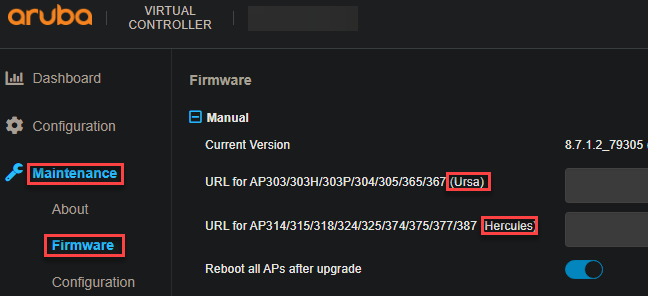 aruba
VIRTUAL
CONTROLLER
Dashboard
Configuration
Maintenance
About
Firmware
Configuration
Firmware
Manual
Current Version
8.7.1.2_79305
URL for AP303/303H/303P/304/305/365/367 (Ursa)
URL for AP314/315/318/324/325/374/375/377/387 Hercules)
Reboot all APs after upgrade